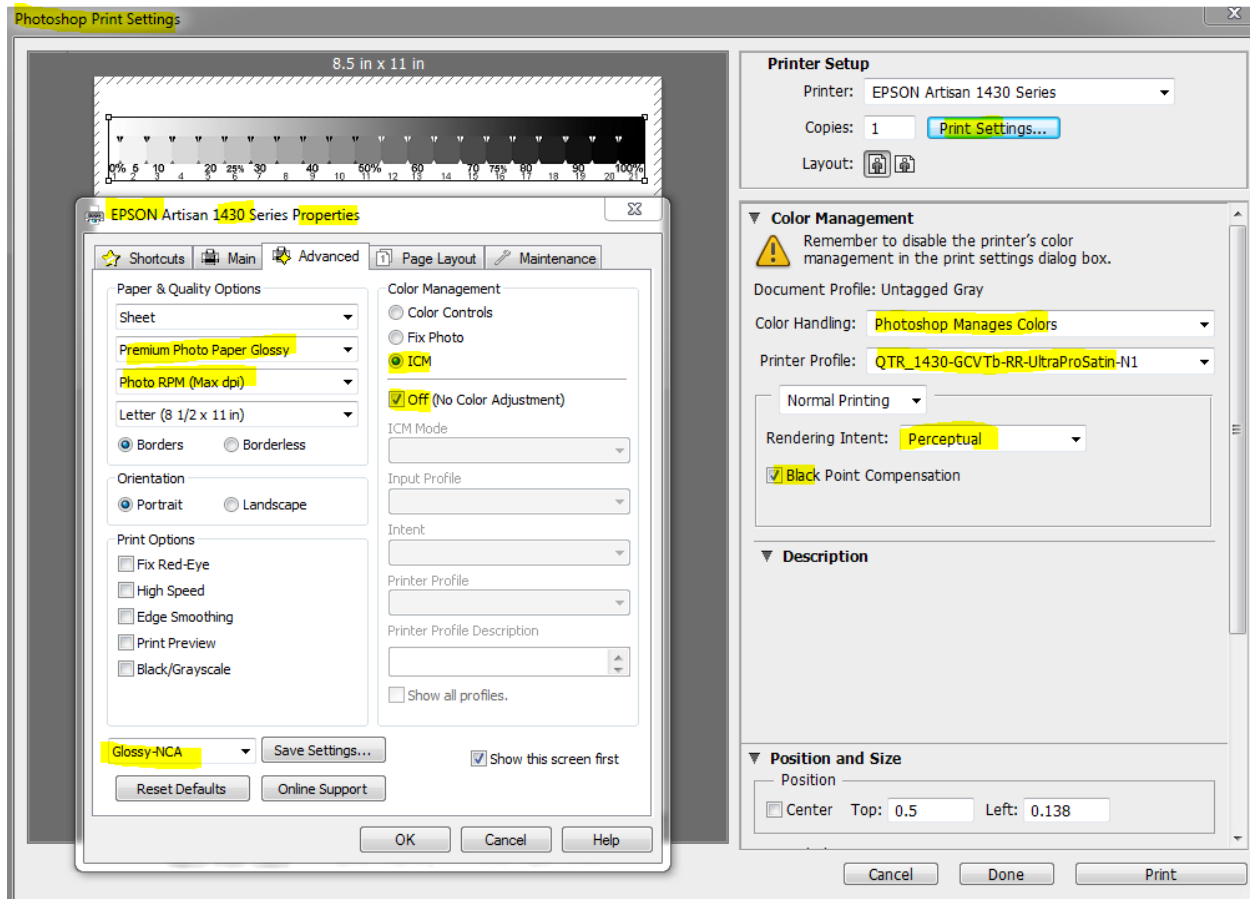 Photoshop Print Settings
8.5 in x 11 in
0% 5 10 20 25% 30 40 50% 60 70 75% 80 90 100%
1 2 3 4 5 6 7 8 9 10 11 12 13 14 15 16 17 18 19 20 21
EPSON Artisan 1430 Series Properties
Shortcuts Main Advanced 1 Page Layout Maintenance
Paper & Quality Options
Sheet
Premium Photo Paper Glossy
Photo RPM (Max dpi)
Letter (8 1/2 x 11 in)
Borders Borderless
Orientation
Portrait Landscape
Print Options
Fix Red-Eye
High Speed
Edge Smoothing
Print Preview
Black/Grayscale
Color Management
Color Controls
Fix Photo
ICM
Off (No Color Adjustment)
ICM Mode
Input Profile
Intent
Printer Profile
Printer Profile Description
Show all profiles.
Glossy-NCA Save Settings... Show this screen first
Reset Defaults Online Support
OK Cancel Help
Printer Setup
Printer: EPSON Artisan 1430 Series
Copies: 1 Print Settings...
Layout:
Color Management
Remember to disable the printer's color
management in the print settings dialog box.
Document Profile: Untagged Gray
Color Handling: Photoshop Manages Colors
Printer Profile: QTR_1430-GCVTb-RR-UltraProSatin-N1
Normal Printing
Rendering Intent: Perceptual
Black Point Compensation
Description
Position and Size
Position
Center Top: 0.5 Left: 0.138
Cancel Done Print